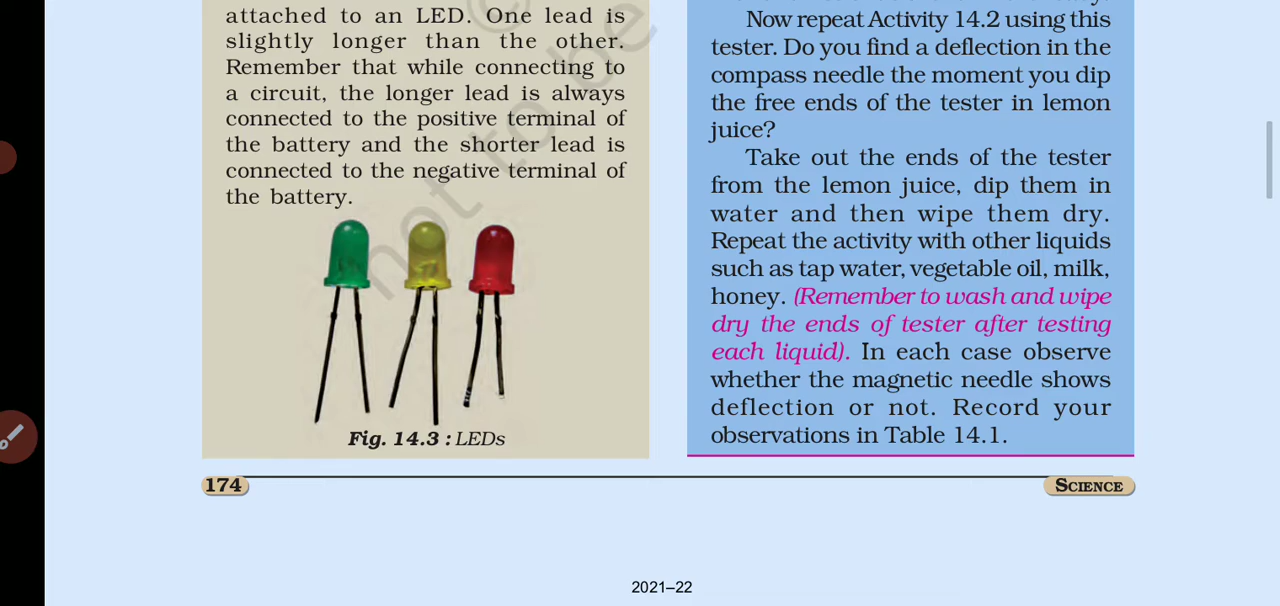 attached to an LED. One lead is
slightly longer than the other.
Remember that while connecting to
a circuit, the longer lead is always
connected to the positive terminal of
the battery and the shorter lead is
connected to the negative terminal of
the battery.
Fig. 14.3 : LEDs
Now repeat Activity 14.2 using this
tester. Do you find a deflection in the
compass needle the moment you dip
the free ends of the tester in lemon
juice?
Take out the ends of the tester
from the lemon juice, dip them in
water and then wipe them dry.
Repeat the activity with other liquids
such as tap water, vegetable oil, milk,
honey. (Remember to wash and wipe
dry the ends of tester after testing
each liquid). In each case observe
whether the magnetic needle shows
deflection or not. Record your
observations in Table 14.1.
not to be
174
SCIENCE
2021–22